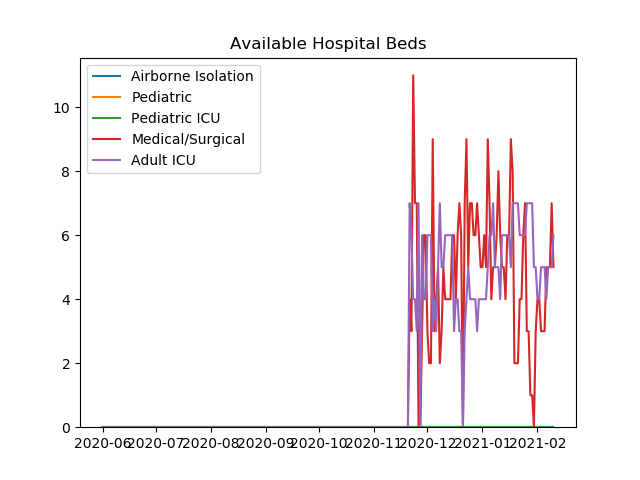 Available Hospital Beds
Airborne Isolation
Pediatric
Pediatric ICU
Medical/Surgical
Adult ICU
10
8
6
4
2
0
2020-06 2020-07 2020-08 2020-09 2020-10 2020-11 2020-12 2021-01 2021-02